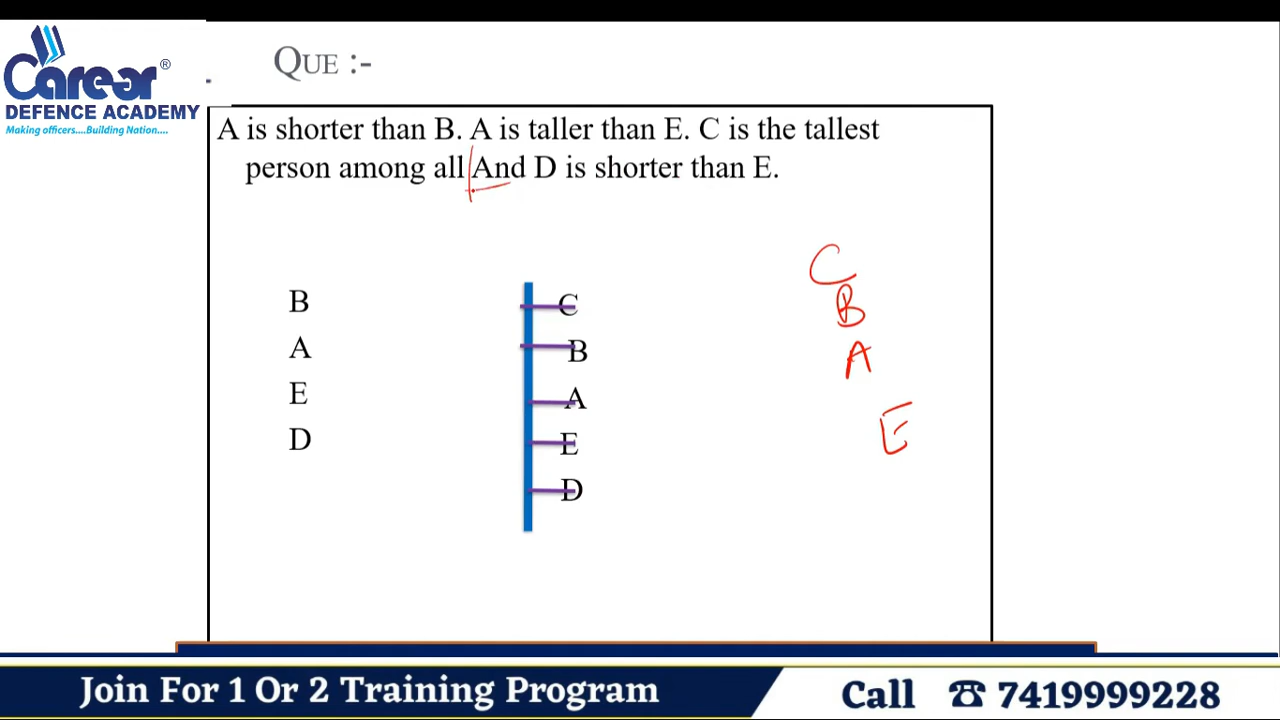 Carear®
DEFENCE ACADEMY
Making officers....Building Nation....
QUE :-
A is shorter than B. A is taller than E. C is the tallest
person among all And D is shorter than E.
B
A
E
D
C
B
A
E
D
C
B
A
E
Join For 1 Or 2 Training Program
Call ☎ 7419999228